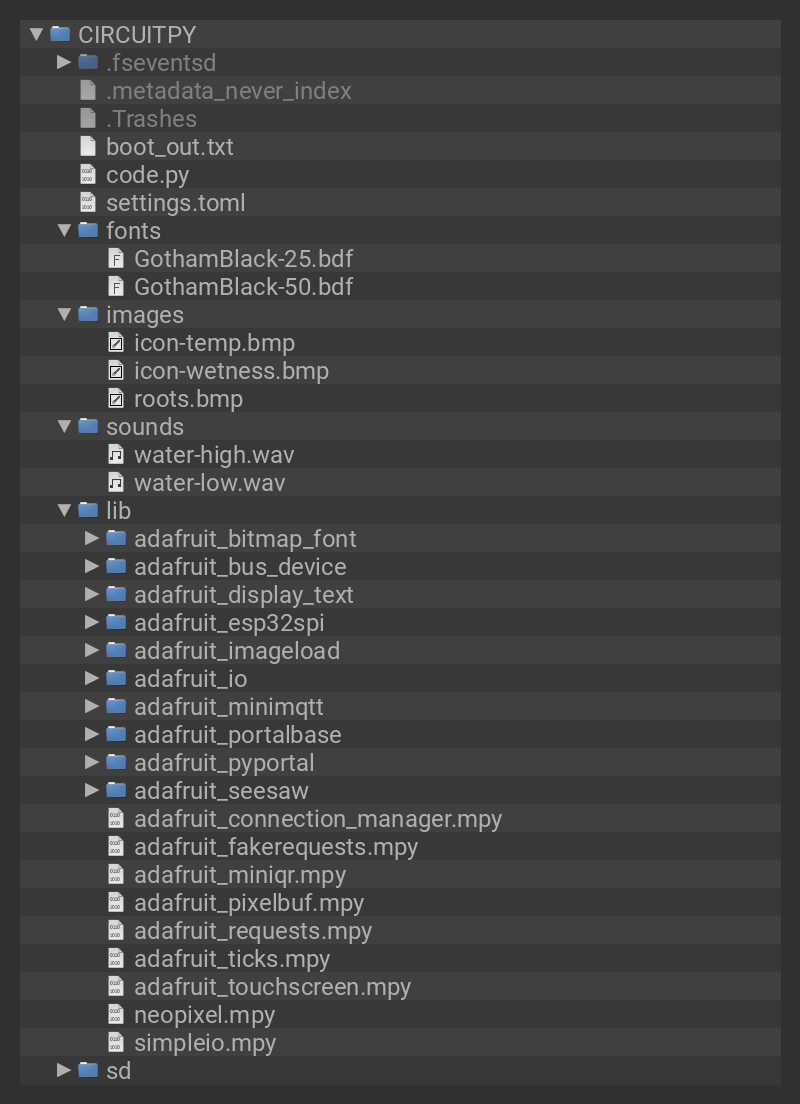 CIRCUITPY
.fseventsd
.metadata_never_index
.Trashes
boot_out.txt
code.py
settings.toml
fonts
GothamBlack-25.bdf
GothamBlack-50.bdf
images
icon-temp.bmp
icon-wetness.bmp
roots.bmp
sounds
water-high.wav
water-low.wav
lib
adafruit_bitmap_font
adafruit_bus_device
adafruit_display_text
adafruit_esp32spi
adafruit_imageload
adafruit_io
adafruit_minimqtt
adafruit_portalbase
adafruit_pyportal
adafruit_seesaw
adafruit_connection_manager.mpy
adafruit_fakerequests.mpy
adafruit_miniqr.mpy
adafruit_pixelbuf.mpy
adafruit_requests.mpy
adafruit_ticks.mpy
adafruit_touchscreen.mpy
neopixel.mpy
simpleio.mpy
sd